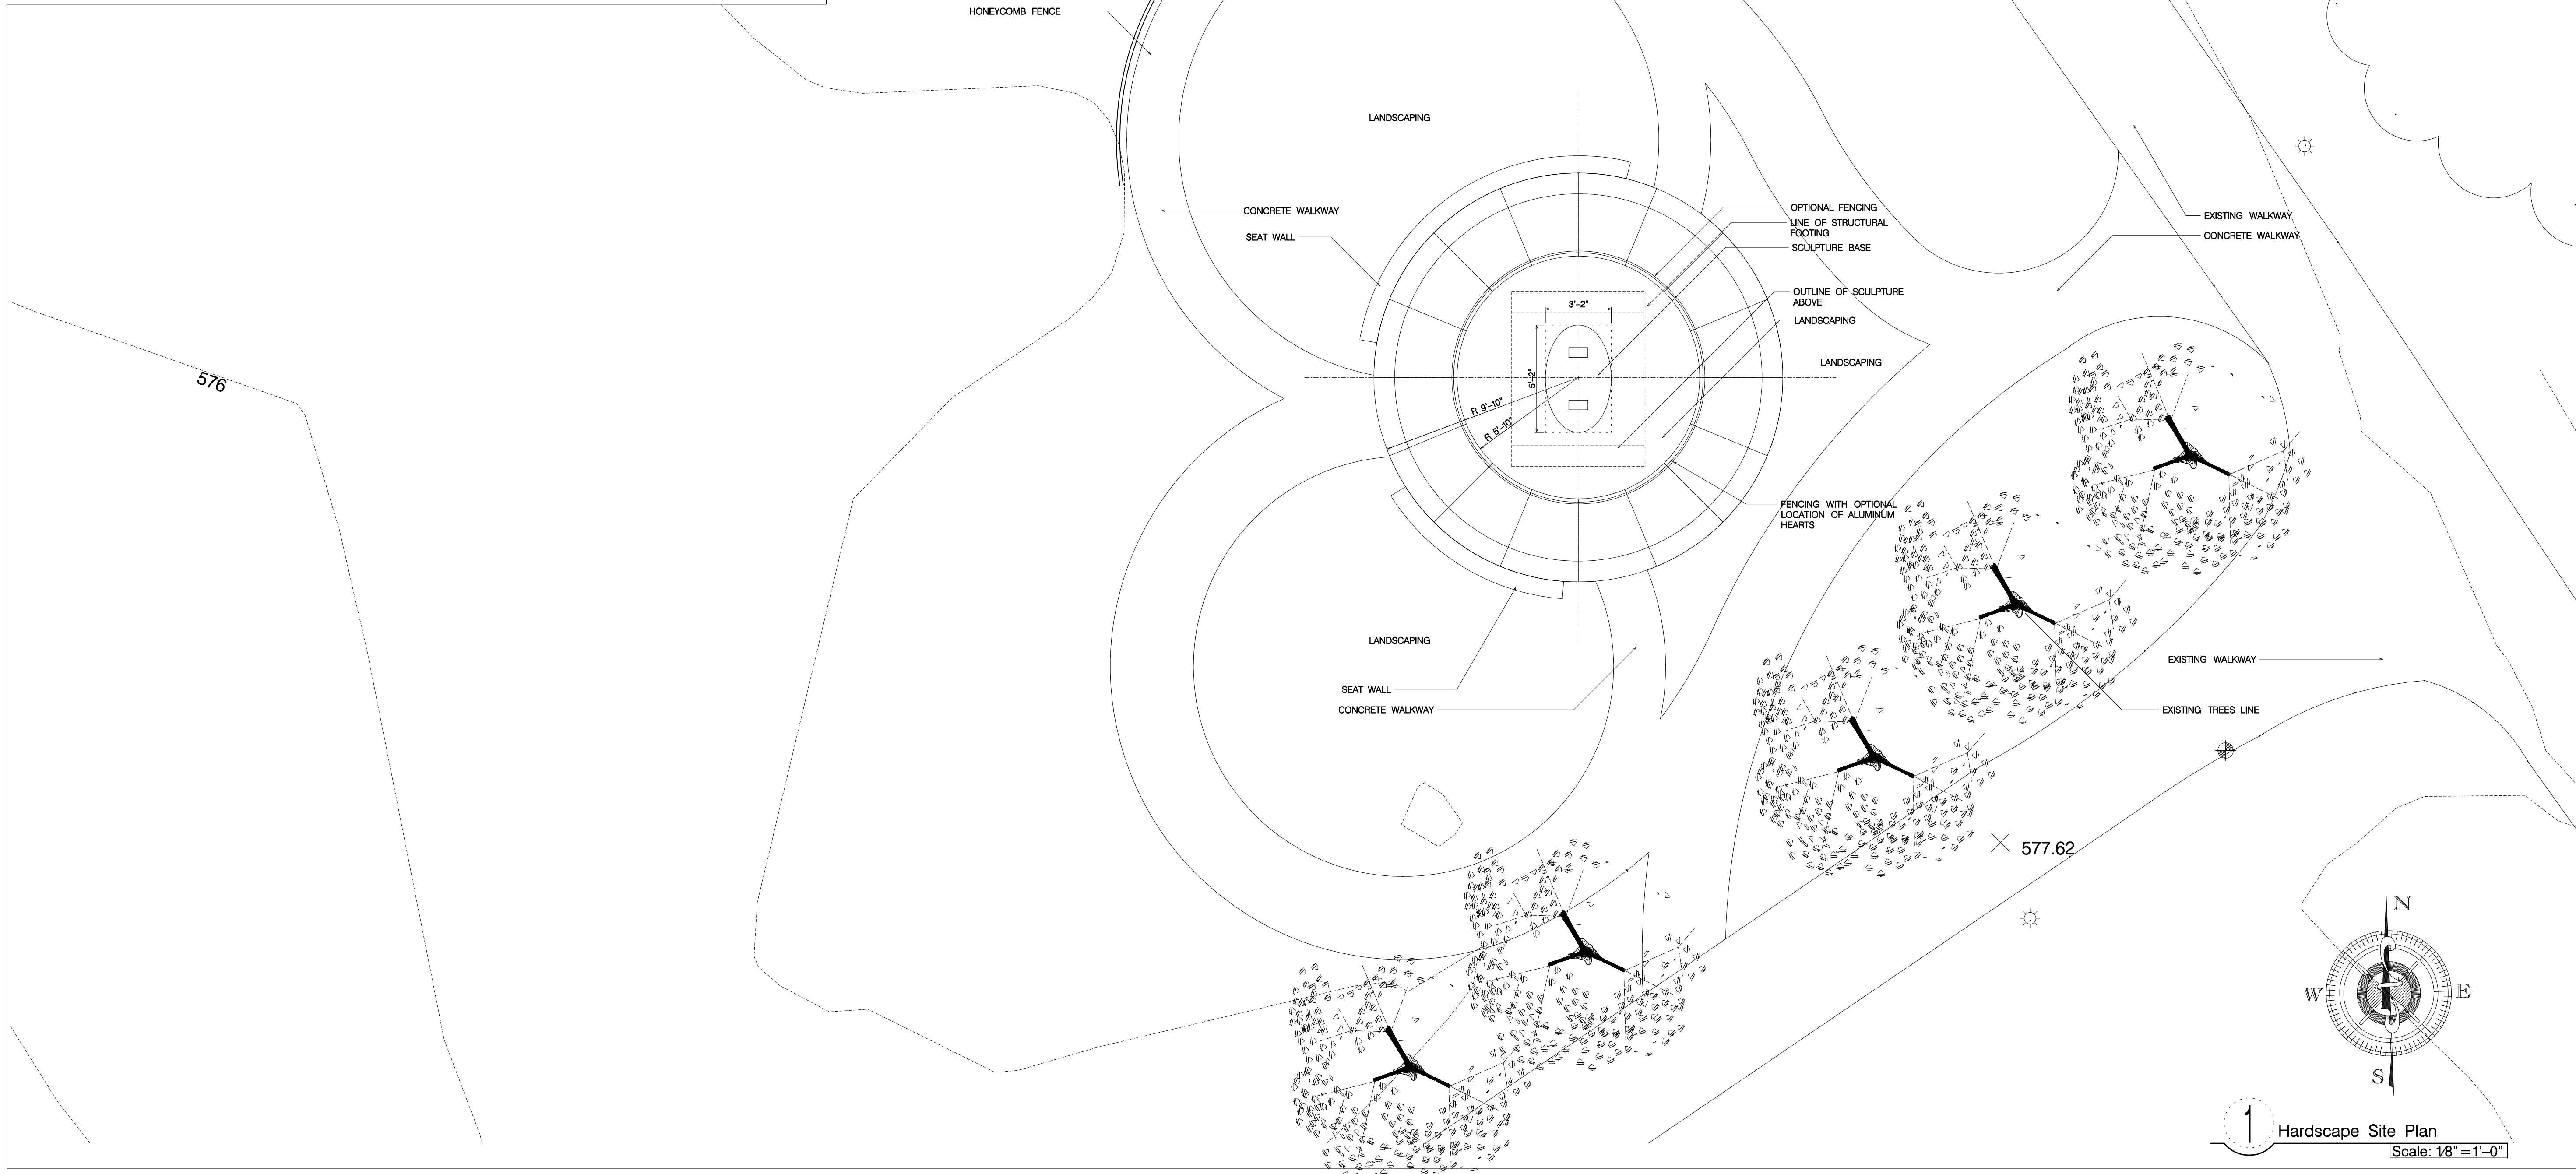 HONEYCOMB FENCE
LANDSCAPING
CONCRETE WALKWAY
SEAT WALL
OPTIONAL FENCING
LINE OF STRUCTURAL
FOOTING
SCULPTURE BASE
EXISTING WALKWAY
CONCRETE WALKWAY
OUTLINE OF SCULPTURE
ABOVE
LANDSCAPING
LANDSCAPING
3'-2"
5'-2"
R 9'-10"
R 5'-10"
576
FENCING WITH OPTIONAL
LOCATION OF ALUMINUM
HEARTS
LANDSCAPING
SEAT WALL
CONCRETE WALKWAY
EXISTING WALKWAY
EXISTING TREES LINE
577.62
N
W
E
S
1
Hardscape Site Plan
Scale: 1/8"=1'-0"